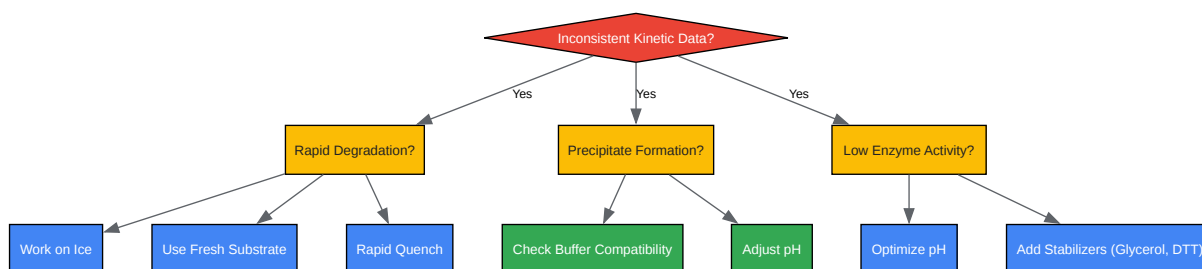 Inconsistent Kinetic Data?
Yes
Yes
Yes
Rapid Degradation?
Precipitate Formation?
Low Enzyme Activity?
Work on Ice
Use Fresh Substrate
Rapid Quench
Check Buffer Compatibility
Adjust pH
Optimize pH
Add Stabilizers (Glycerol, DTT)